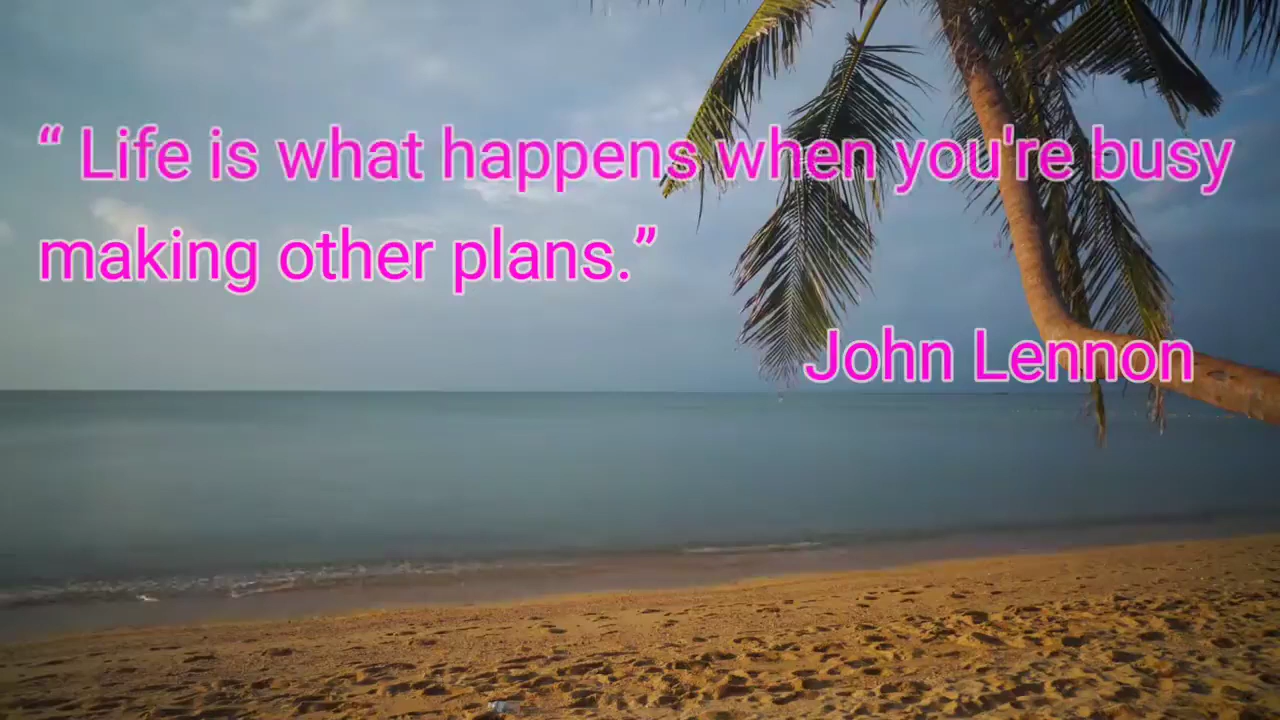 “ Life is what happens when you're busy
making other plans.”
John Lennon